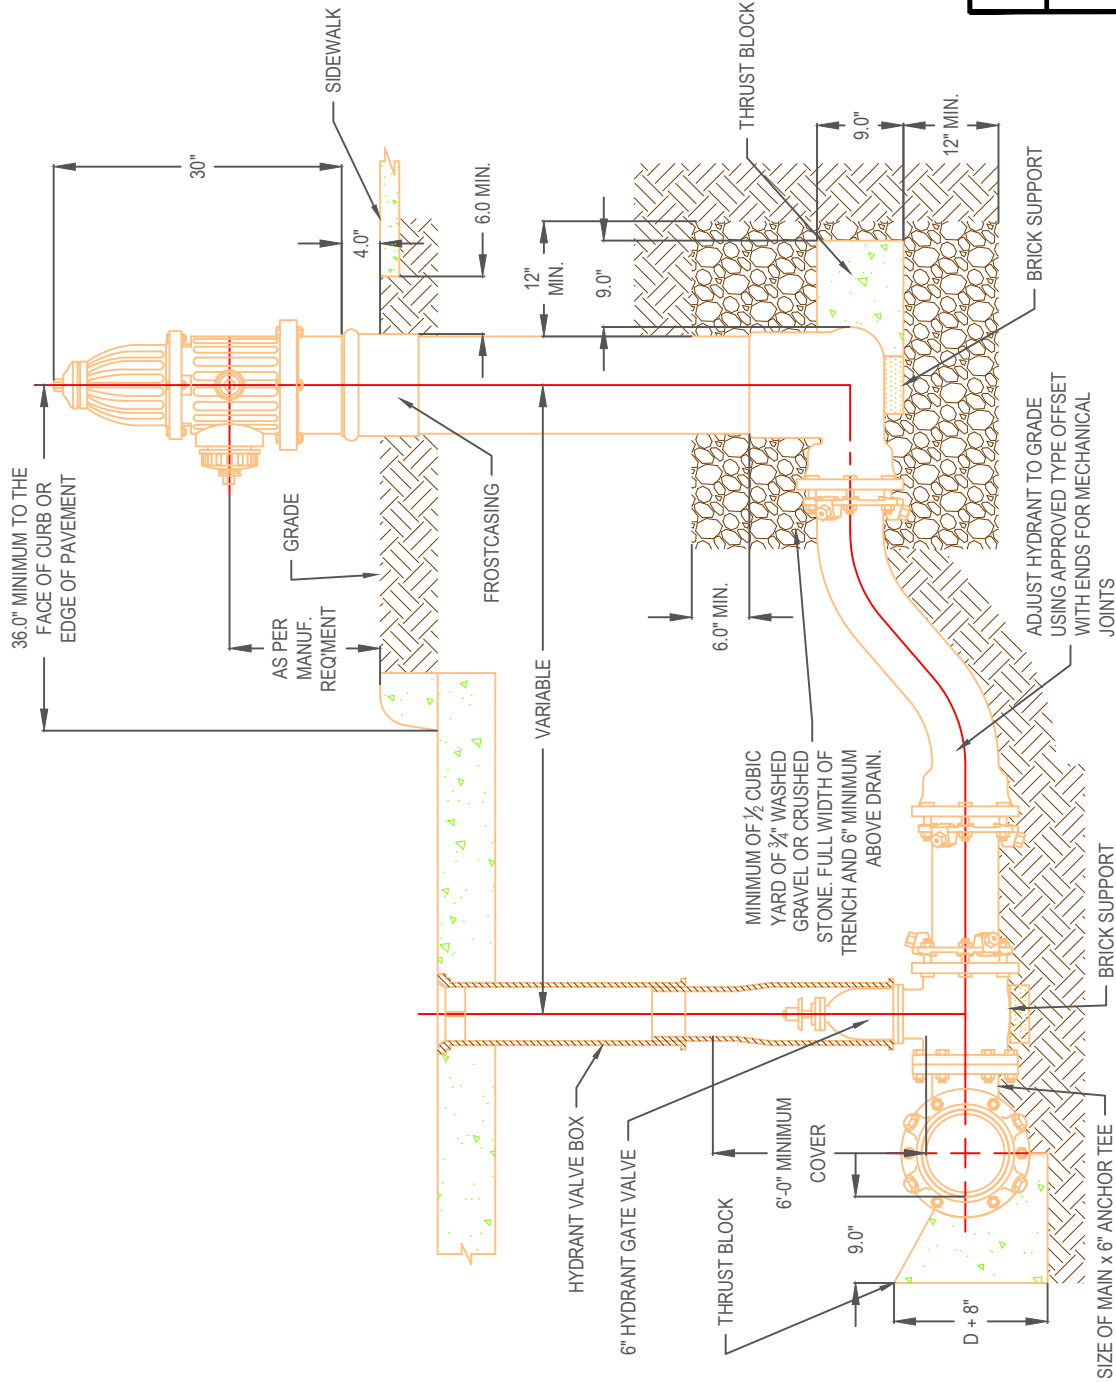 36.0" MINIMUM TO THE
FACE OF CURB OR
EDGE OF PAVEMENT
30"
SIDEWALK
4.0"
6.0 MIN.
GRADE
AS PER
MANUF.
REQ'MENT
FROSTCASING
12"
MIN.
9.0"
THRUST BLOCK
9.0"
12" MIN.
BRICK SUPPORT
VARIABLE
6.0" MIN.
MINIMUM OF ½ CUBIC
YARD OF ¾" WASHED
GRAVEL OR CRUSHED
STONE. FULL WIDTH OF
TRENCH AND 6" MINIMUM
ABOVE DRAIN.
ADJUST HYDRANT TO GRADE
USING APPROVED TYPE OFFSET
WITH ENDS FOR MECHANICAL
JOINTS
HYDRANT VALVE BOX
6" HYDRANT GATE VALVE
THRUST BLOCK
6'-0" MINIMUM
COVER
9.0"
D + 8"
BRICK SUPPORT
SIZE OF MAIN x 6" ANCHOR TEE